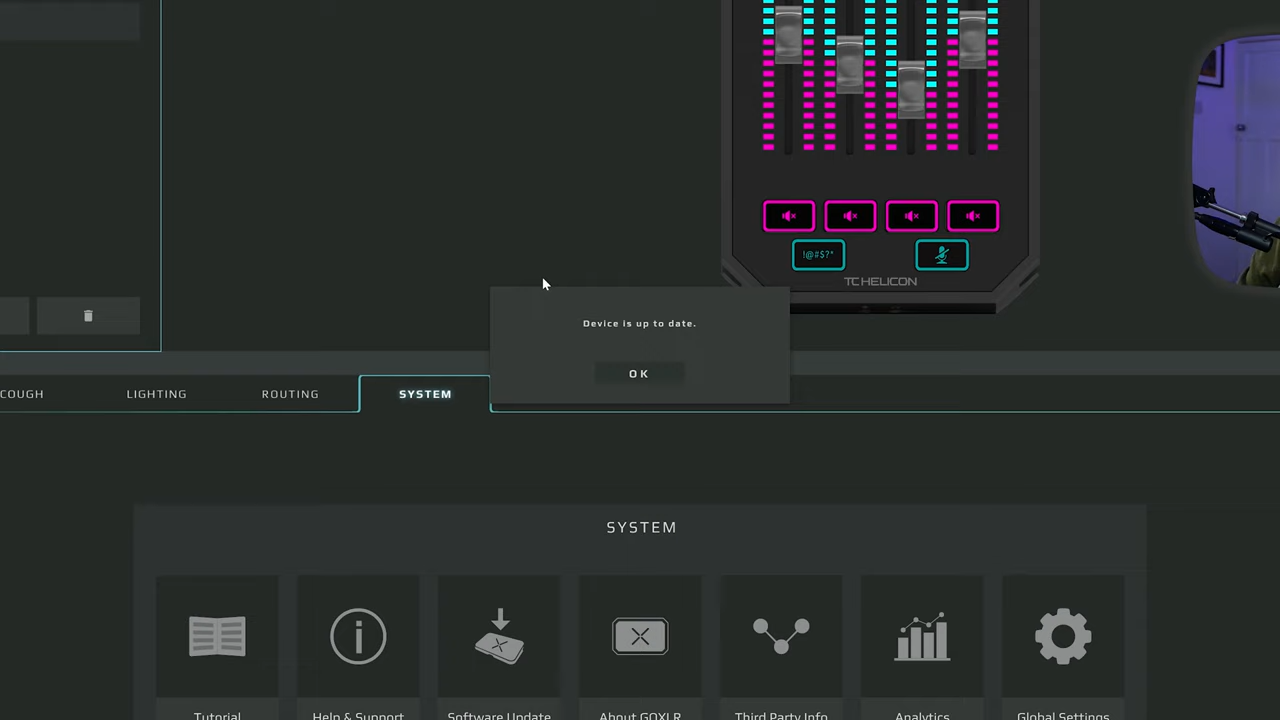 !@#$?*
TC HELICON
Device is up to date.
OK
COUGH
LIGHTING
ROUTING
SYSTEM
SYSTEM
Tutorial
Help & Support
Software Update
About GOXLR
Third Party Info
Analytics
Global Settings